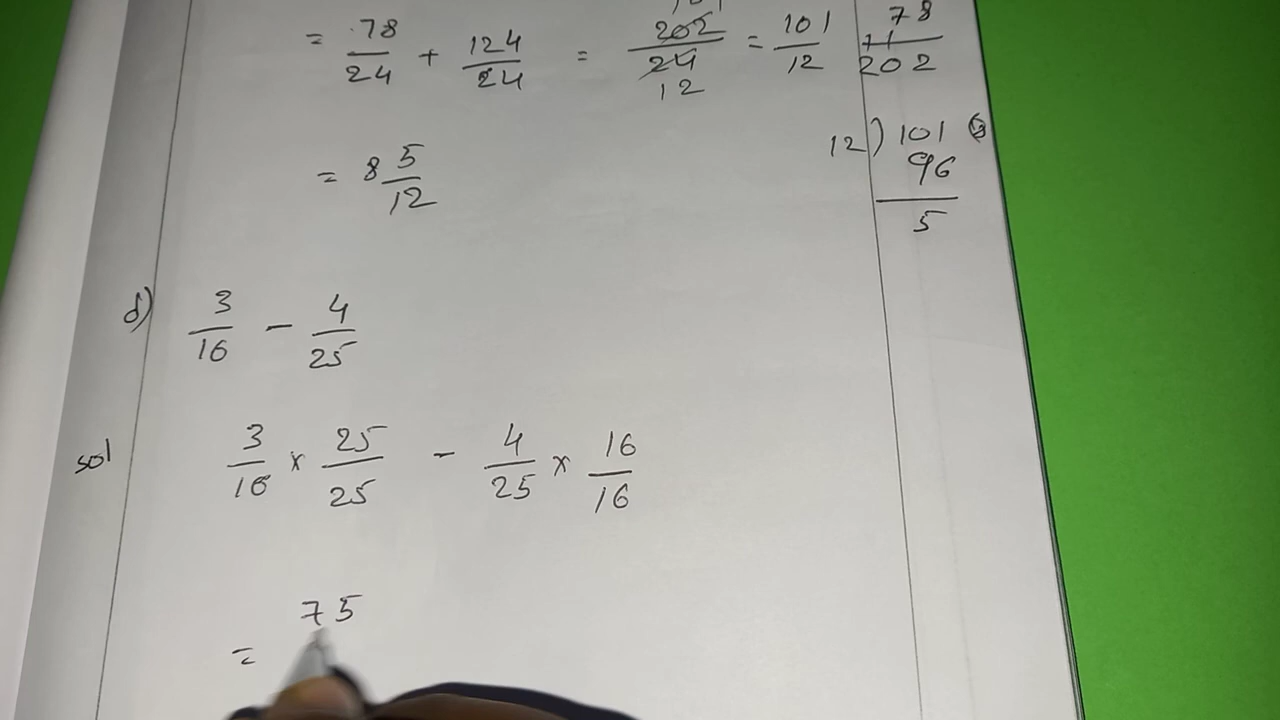 = 78/24 + 124/24 = 202/24 = 101/12
12
78
202
12 ) 101 8
96
5
= 8 5/12
d) 3/16 - 4/25
sol 3/16 × 25/25 - 4/25 × 16/16
= 75